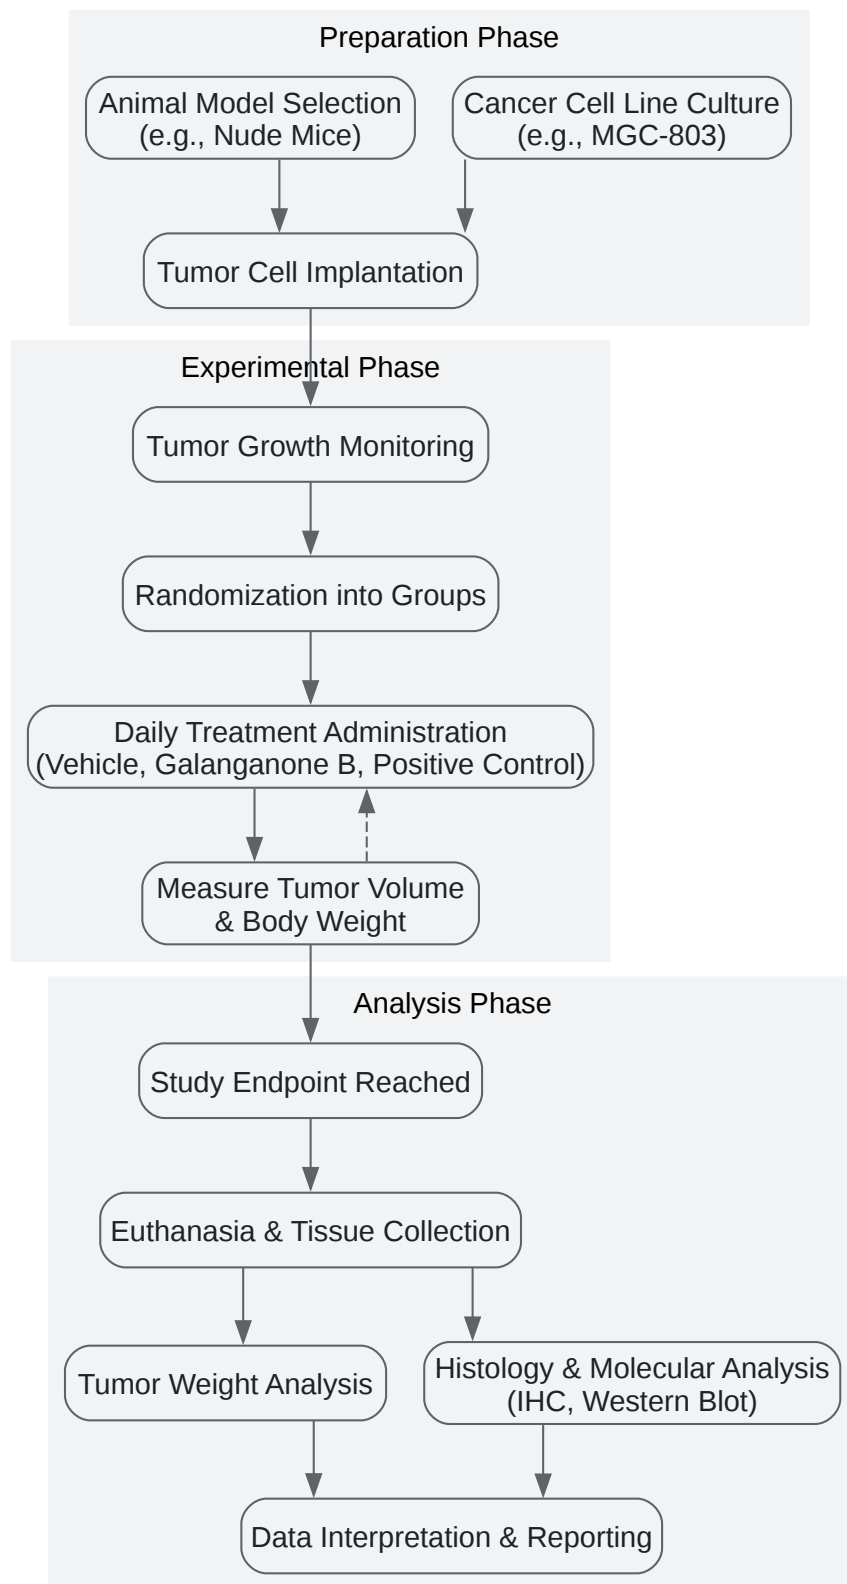 Preparation Phase
Animal Model Selection
(e.g., Nude Mice)
Cancer Cell Line Culture
(e.g., MGC-803)
Tumor Cell Implantation
Experimental Phase
Tumor Growth Monitoring
Randomization into Groups
Daily Treatment Administration
(Vehicle, Galanganone B, Positive Control)
Measure Tumor Volume
& Body Weight
Analysis Phase
Study Endpoint Reached
Euthanasia & Tissue Collection
Tumor Weight Analysis
Histology & Molecular Analysis
(IHC, Western Blot)
Data Interpretation & Reporting